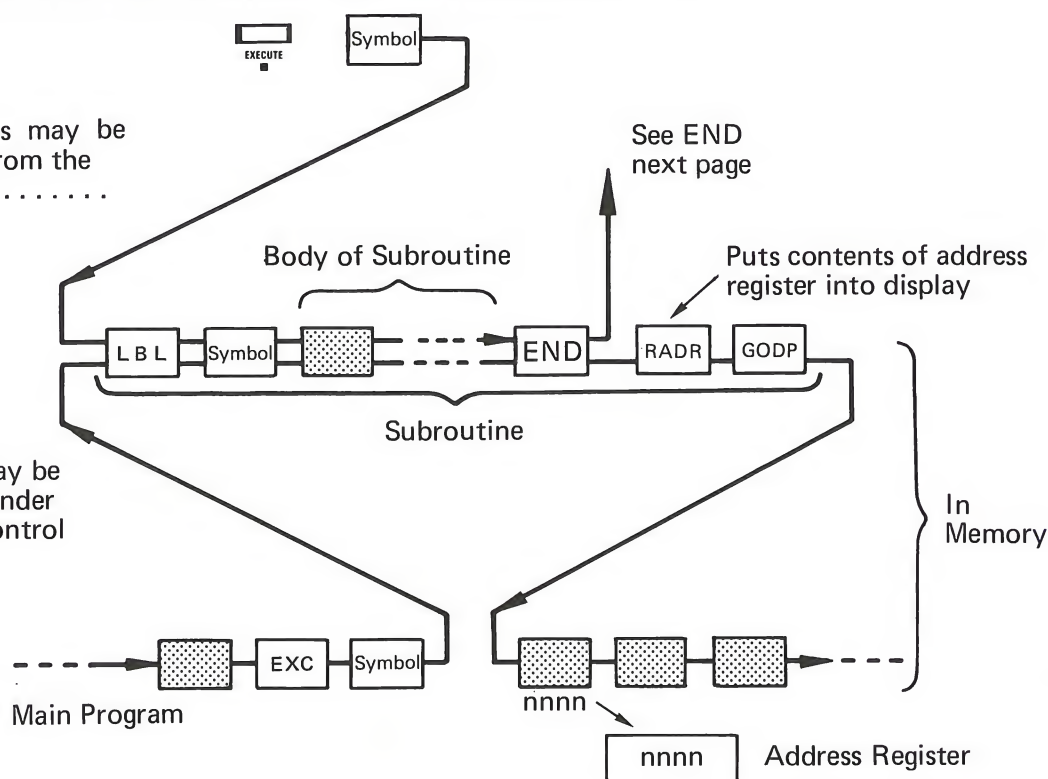 Symbol
EXECUTE
s may be
from the
. . . . . . .
See END
next page
Body of Subroutine
Puts contents of address
register into display
LBL
Symbol
END
RADR
GODP
Subroutine
ay be
nder
ontrol
In
Memory
EXC
Symbol
nnnn
Main Program
nnnn
Address Register